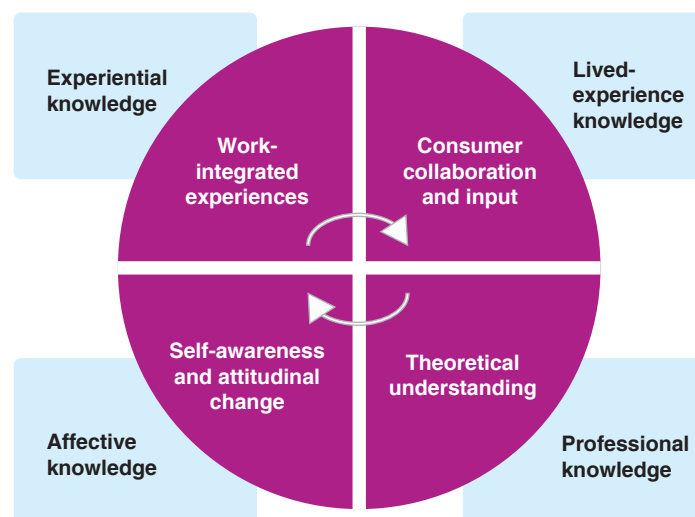 Experiential
knowledge
Lived-
experience
knowledge
Work-
integrated
experiences
Consumer
collaboration
and input
Self-awareness
and attitudinal
change
Theoretical
understanding
Affective
knowledge
Professional
knowledge